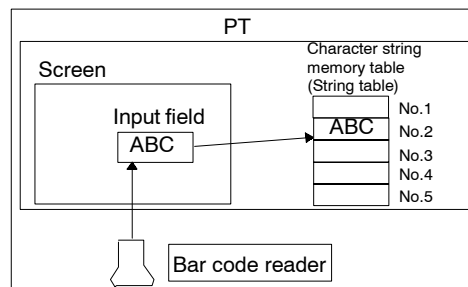 PT
Character string
memory table
(String table)
Screen
Input field
ABC
ABC
No.1
No.2
No.3
No.4
No.5
Bar code reader